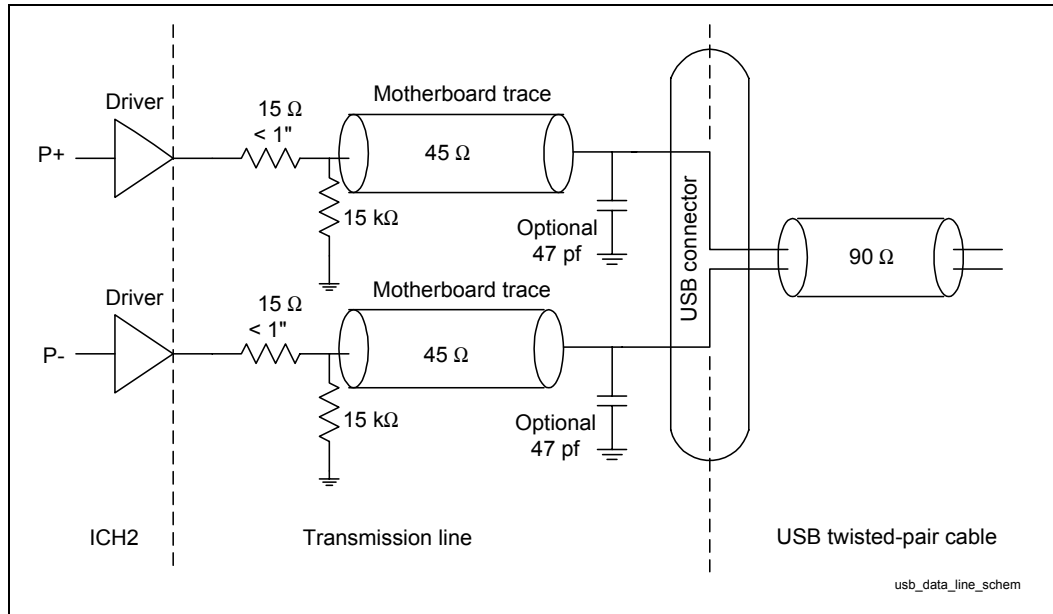 Driver
15 Ω
< 1"
Motherboard trace
P+
45 Ω
15 kΩ
Optional
47 pf
USB connector
90 Ω
Driver
15 Ω
< 1"
Motherboard trace
P-
45 Ω
15 kΩ
Optional
47 pf
ICH2
Transmission line
USB twisted-pair cable
usb_data_line_schem